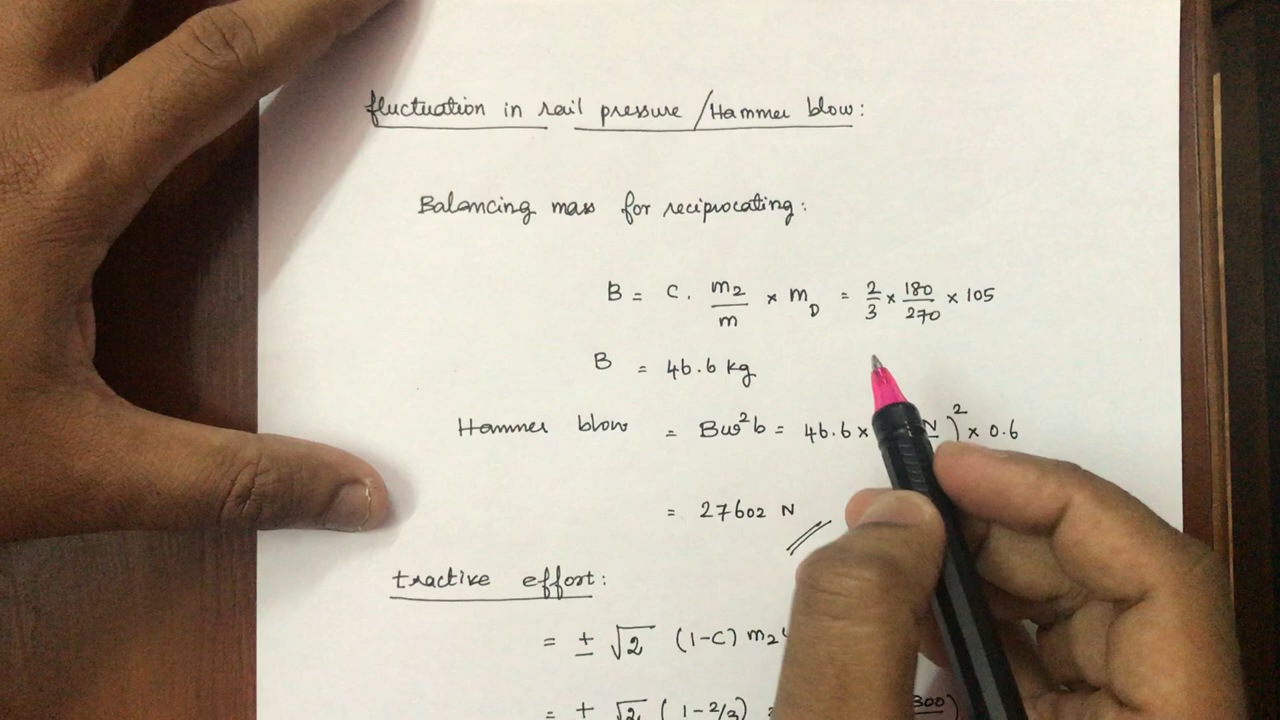 fluctuation in rail pressure / Hammer blow:
Balancing mass for reciprocating:
B = C. m2/m × mD = 2/3 × 180/270 × 105
B = 46.6 kg
Hammer blow = Bω²b = 46.6 × N )² × 0.6
= 27602 N
tractive effort:
= ± √2 (1-C) m2
= ± √2 ( 1 - 2/3) 300)